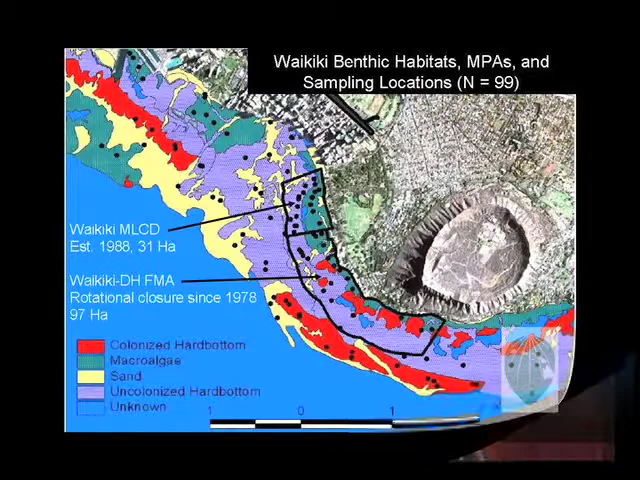 Waikiki Benthic Habitats, MPAs, and
Sampling Locations (N = 99)
Waikiki MLCD
Est. 1988, 31 Ha
Waikiki-DH FMA
Rotational closure since 1978
97 Ha
Colonized Hardbottom
Macroalgae
Sand
Uncolonized Hardbottom
Unknown
1 0 1